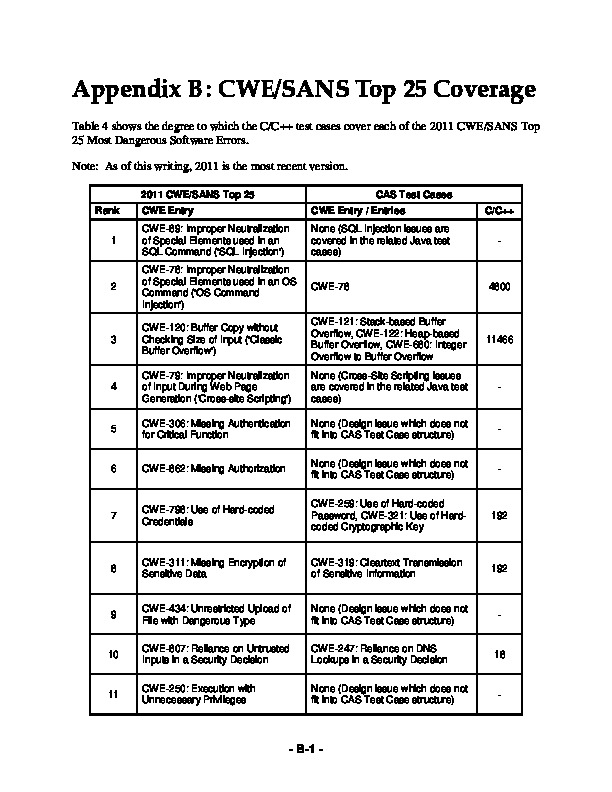 Appendix B: CWE/SANS Top 25 Coverage
Table 4 shows the degree to which the C/C++ test cases cover each of the 2011 CWE/SANS Top
25 Most Dangerous Software Errors.
Note: As of this writing, 2011 is the most recent version.
2011 CWE/SANS Top 25
CAS Test Cases
Rank
CWE Entry
CWE Entry / Entries
C/C++
1
CWE-89: Improper Neutralization
of Special Elements used in an
SQL Command ('SQL Injection')
None (SQL injection issues are
covered in the related Java test
cases)
-
2
CWE-78: Improper Neutralization
of Special Elements used in an OS
Command ('OS Command
Injection')
CWE-78
4800
3
CWE-120: Buffer Copy without
Checking Size of Input ('Classic
Buffer Overflow')
CWE-121: Stack-based Buffer
Overflow, CWE-122: Heap-based
Buffer Overflow, CWE-680: Integer
Overflow to Buffer Overflow
11466
4
CWE-79: Improper Neutralization
of Input During Web Page
Generation ('Cross-site Scripting')
None (Cross-Site Scripting issues
are covered in the related Java test
cases)
-
5
CWE-306: Missing Authentication
for Critical Function
None (Design issue which does not
fit into CAS Test Case structure)
-
6
CWE-862: Missing Authorization
None (Design issue which does not
fit into CAS Test Case structure)
-
7
CWE-798: Use of Hard-coded
Credentials
CWE-259: Use of Hard-coded
Password, CWE-321: Use of Hard-
coded Cryptographic Key
192
8
CWE-311: Missing Encryption of
Sensitive Data
CWE-319: Cleartext Transmission
of Sensitive Information
192
9
CWE-434: Unrestricted Upload of
File with Dangerous Type
None (Design issue which does not
fit into CAS Test Case structure)
-
10
CWE-807: Reliance on Untrusted
Inputs in a Security Decision
CWE-247: Reliance on DNS
Lookups in a Security Decision
18
11
CWE-250: Execution with
Unnecessary Privileges
None (Design issue which does not
fit into CAS Test Case structure)
-
- B-1 -